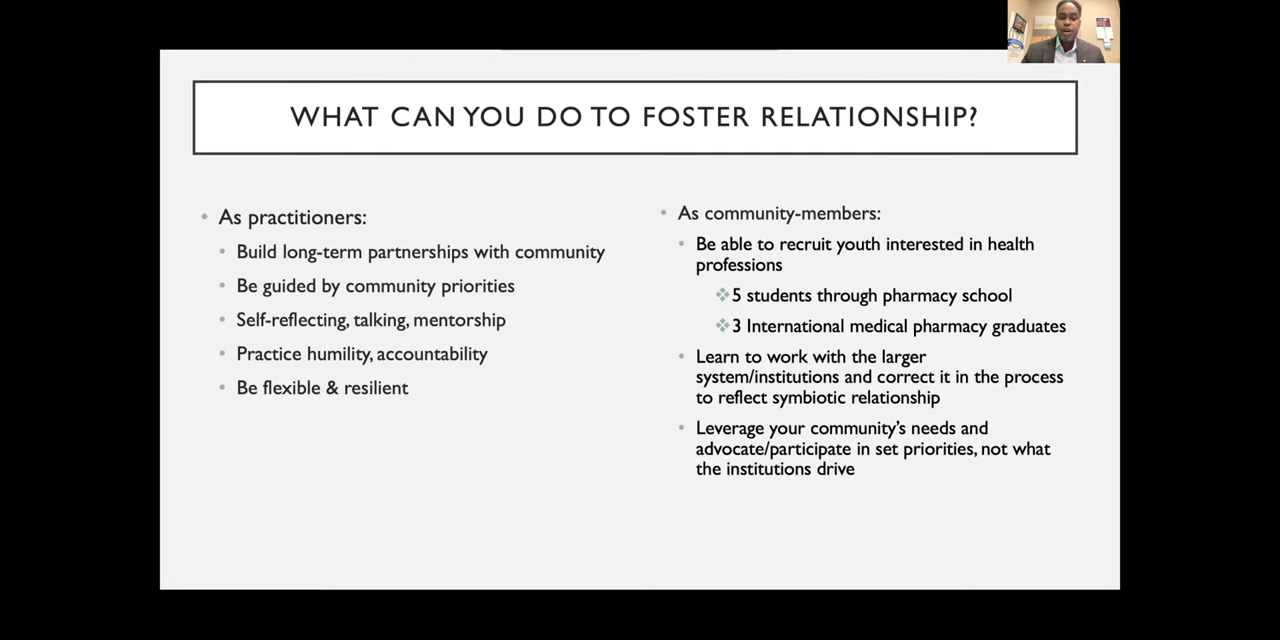 WHAT CAN YOU DO TO FOSTER RELATIONSHIP?
• As practitioners:
• Build long-term partnerships with community
• Be guided by community priorities
• Self-reflecting, talking, mentorship
• Practice humility, accountability
• Be flexible & resilient
• As community-members:
• Be able to recruit youth interested in health
professions
❖5 students through pharmacy school
❖3 International medical pharmacy graduates
• Learn to work with the larger
system/institutions and correct it in the process
to reflect symbiotic relationship
• Leverage your community's needs and
advocate/participate in set priorities, not what
the institutions drive